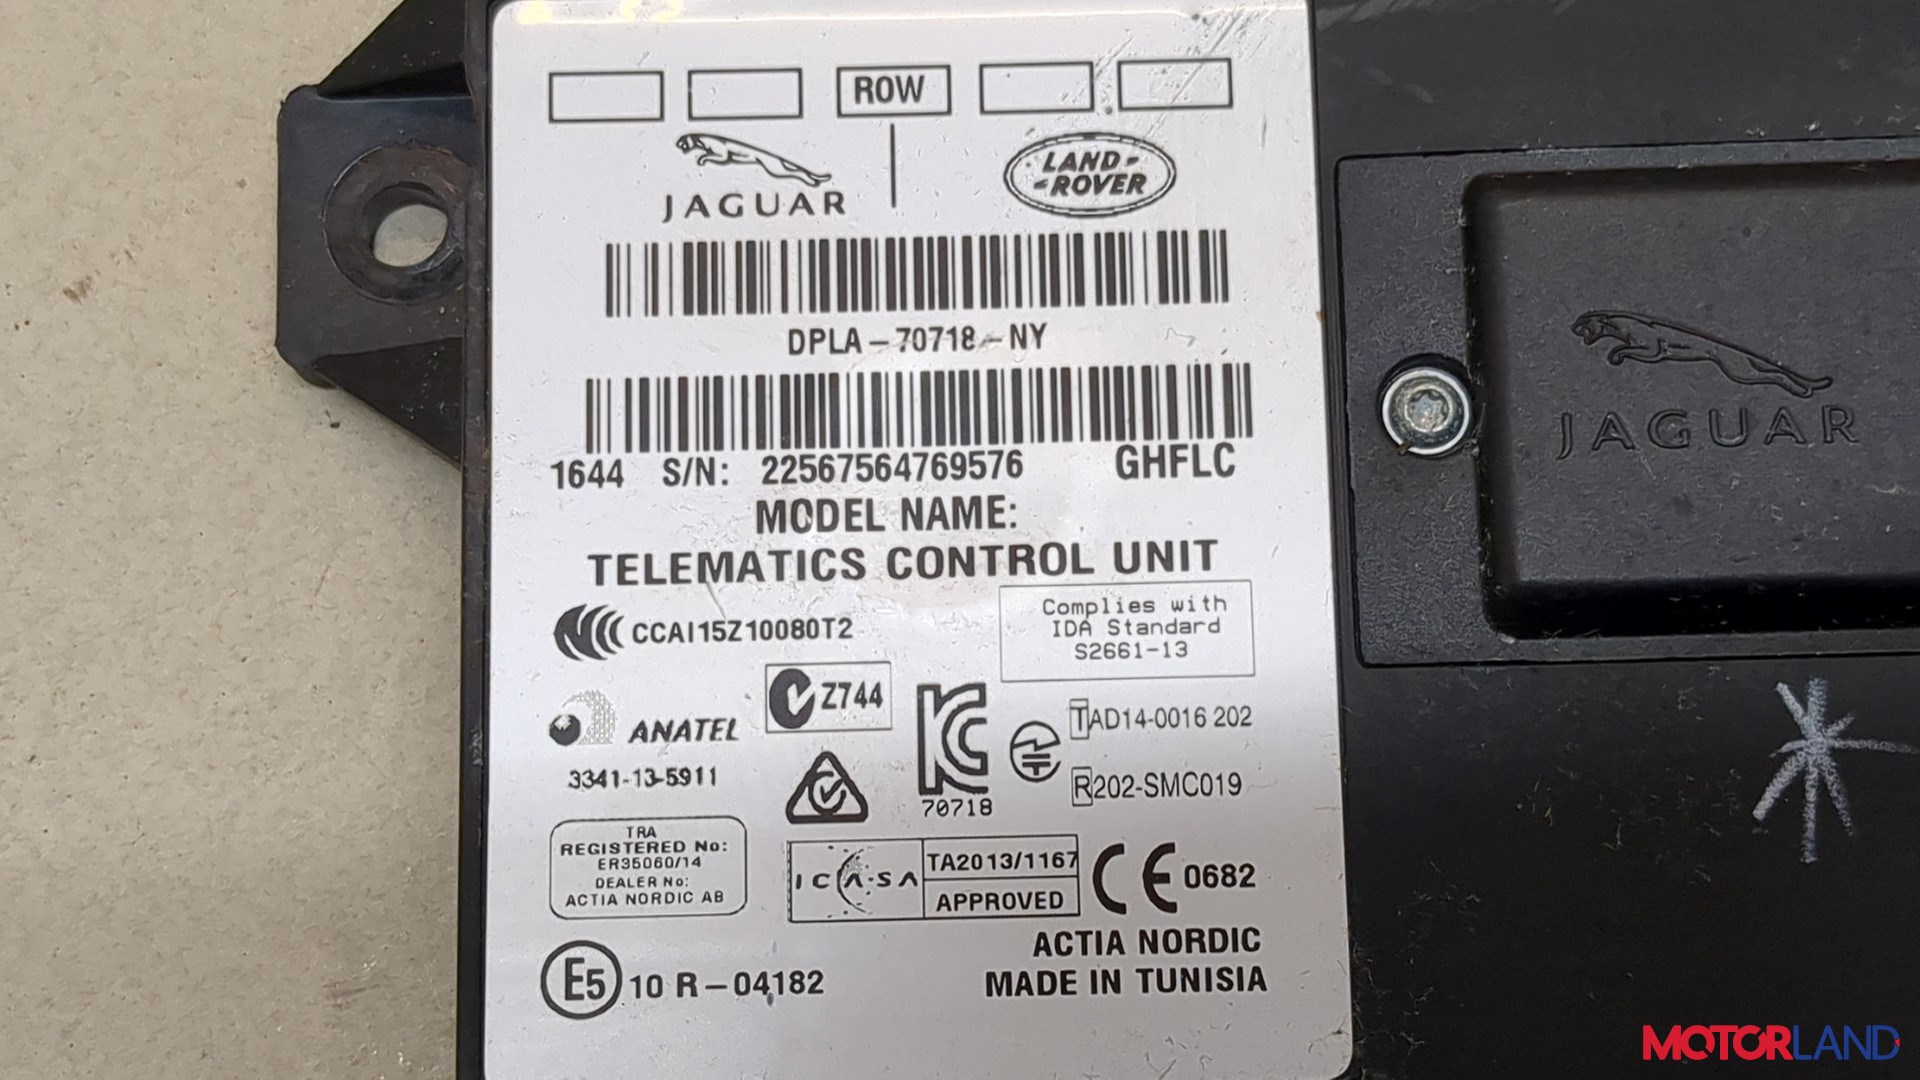 ROW
JAGUAR
LAND-
-ROVER
DPLA-70718-NY
1644 S/N: 22567564769576 GHFLC
MODEL NAME:
TELEMATICS CONTROL UNIT
CCAI15Z10080T2
Complies with
IDA Standard
S2661-13
ANATEL
3341-13-5911
Z744
70718
TAD14-0016 202
R202-SMC019
TRA
REGISTERED No:
ER35060/14
DEALER No:
ACTIA NORDIC AB
ICASA
TA2013/1167
APPROVED
CE 0682
E5 10 R-04182
ACTIA NORDIC
MADE IN TUNISIA
JAGUAR
MOTORLAND